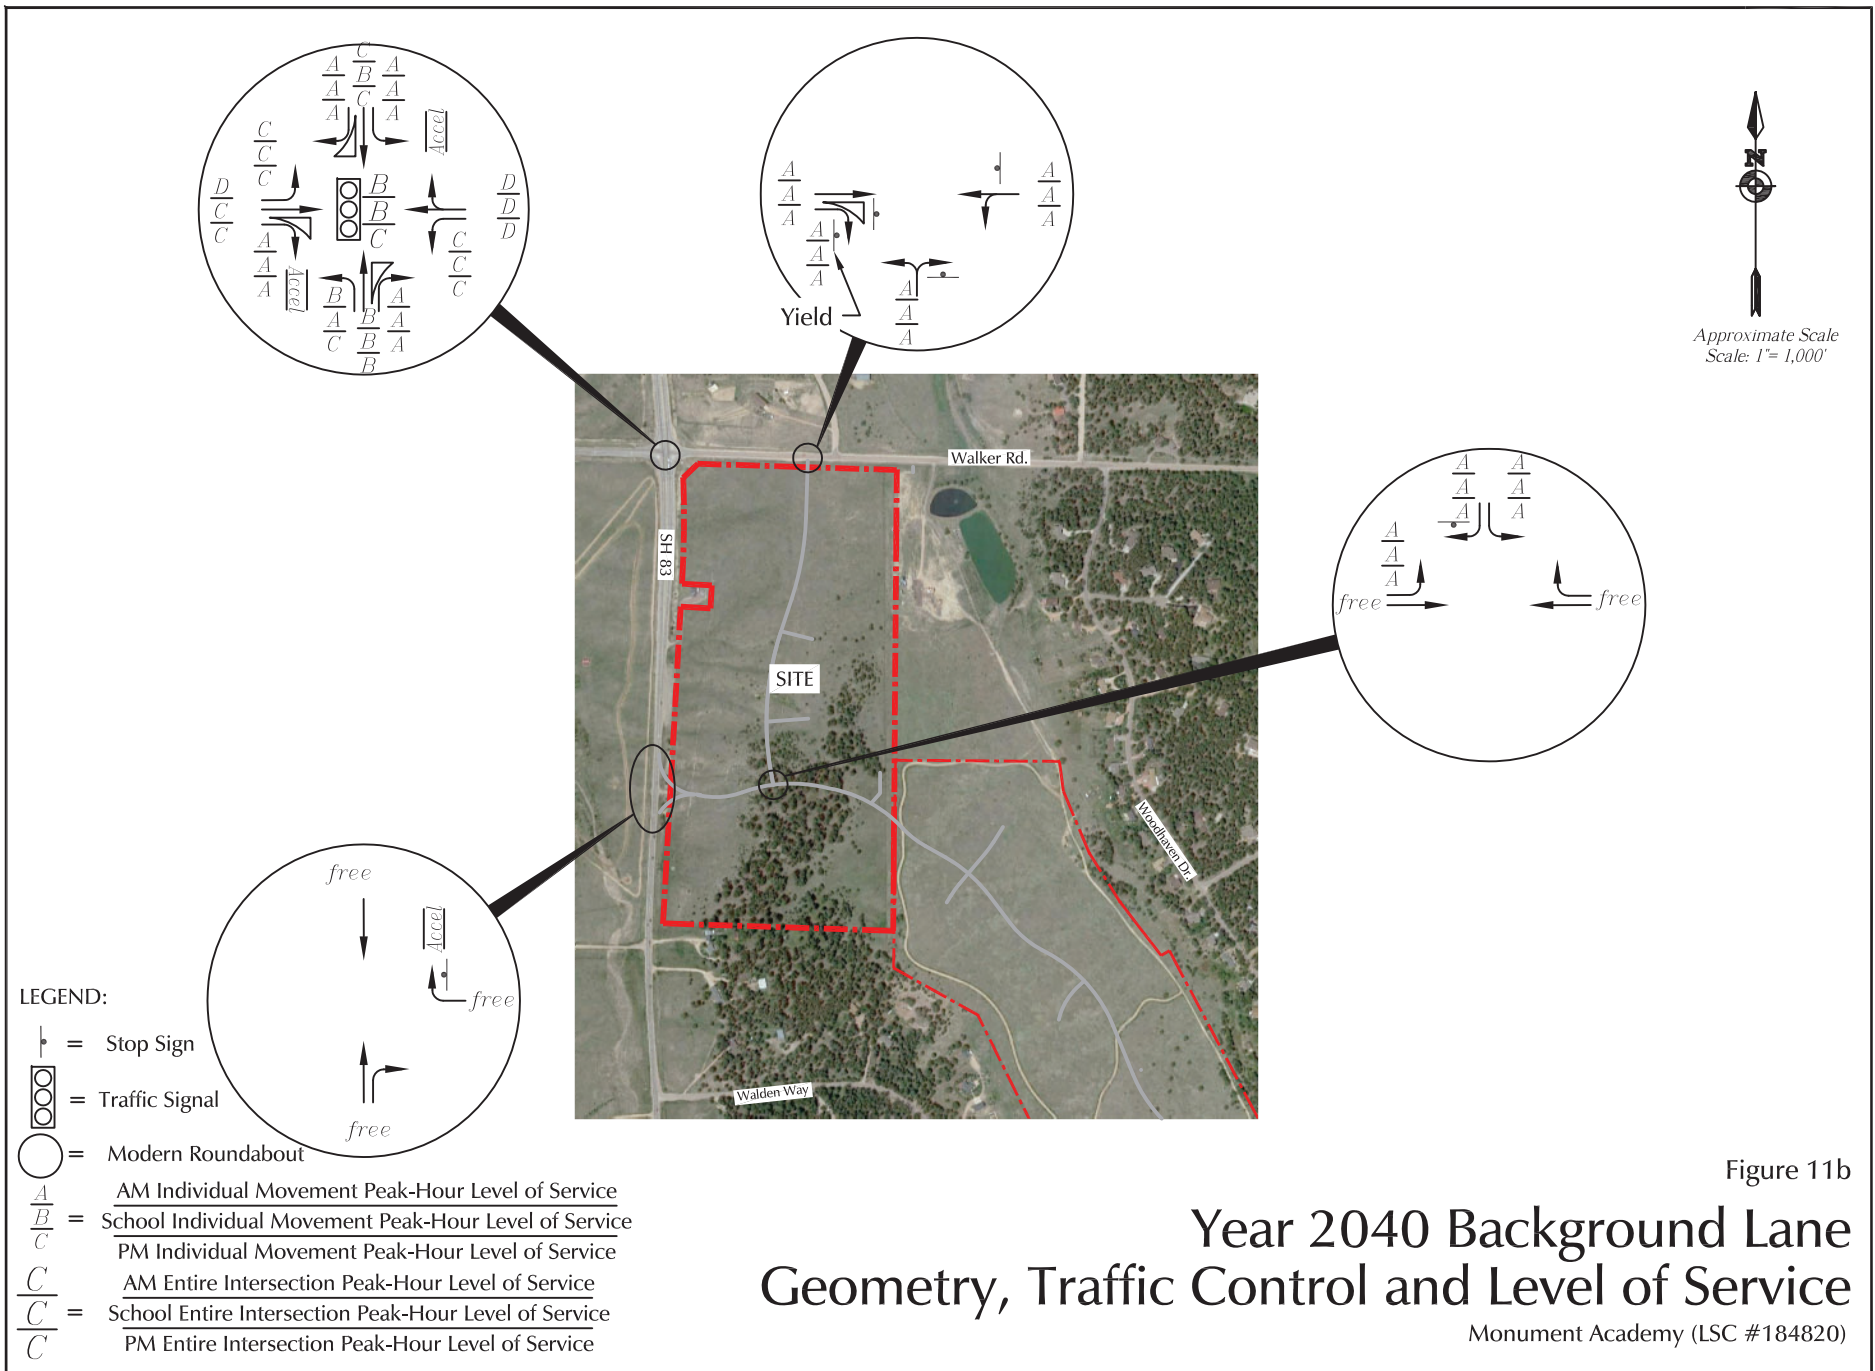 C
A B A
A C A
A A
Accel
C
C
C
D
C
C
B
B
C
D
D
D
A
A
A
Accel
C
C
C
B
A
C
B
B
B
A
A
A
A
A
A
A
A
A
A
A
A
Yield
A
A
A
N
Approximate Scale
Scale: 1"= 1,000'
Walker Rd.
SH 83
SITE
Woodhaven Dr.
Walden Way
A A
A A
A A
A
A
A
free
free
free
Accel
free
free
LEGEND:
= Stop Sign
= Traffic Signal
= Modern Roundabout
A AM Individual Movement Peak-Hour Level of Service
B = School Individual Movement Peak-Hour Level of Service
C PM Individual Movement Peak-Hour Level of Service
C AM Entire Intersection Peak-Hour Level of Service
C = School Entire Intersection Peak-Hour Level of Service
C PM Entire Intersection Peak-Hour Level of Service
Figure 11b
Year 2040 Background Lane
Geometry, Traffic Control and Level of Service
Monument Academy (LSC #184820)